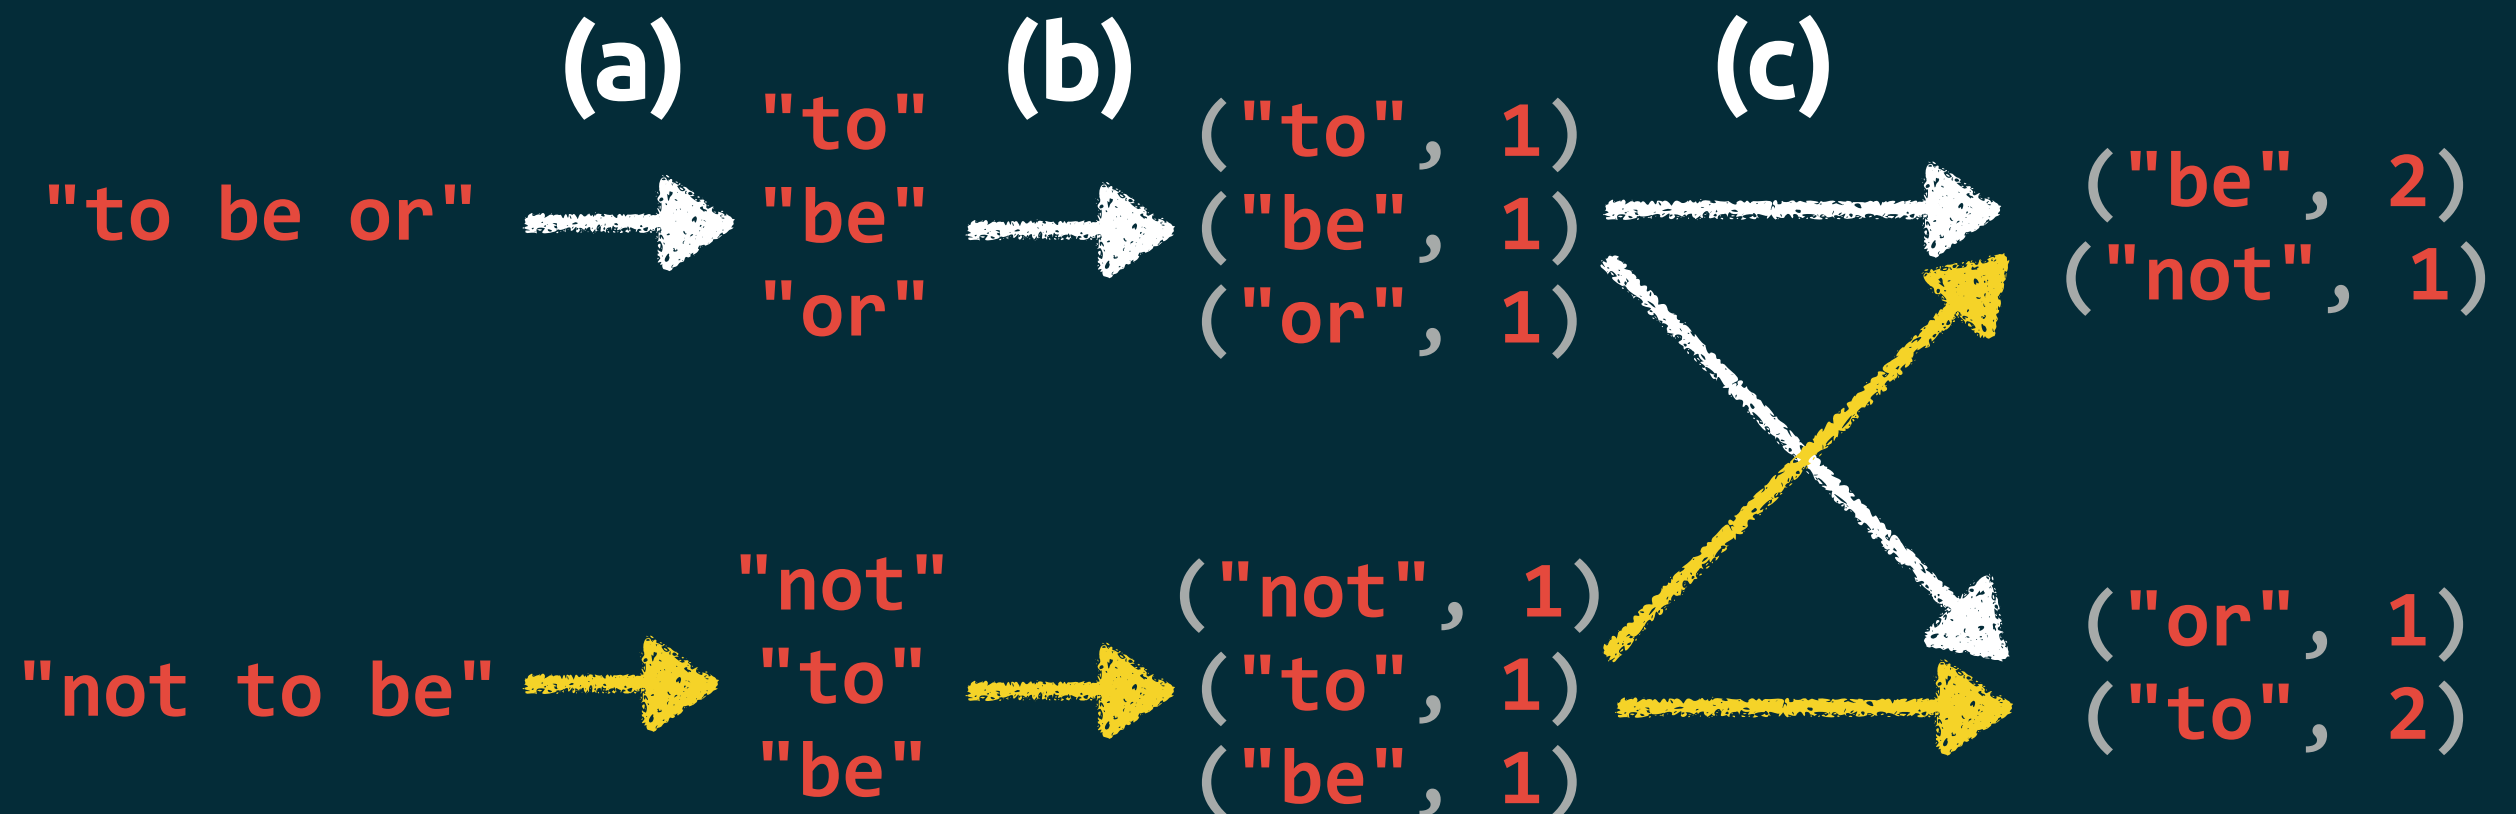 (a) (b) (c)
"to be or"
"to"
"be"
"or"
("to", 1)
("be", 1)
("or", 1)
("be", 2)
("not", 1)
"not to be"
"not"
"to"
"be"
("not", 1)
("to", 1)
("be", 1)
("or", 1)
("to", 2)